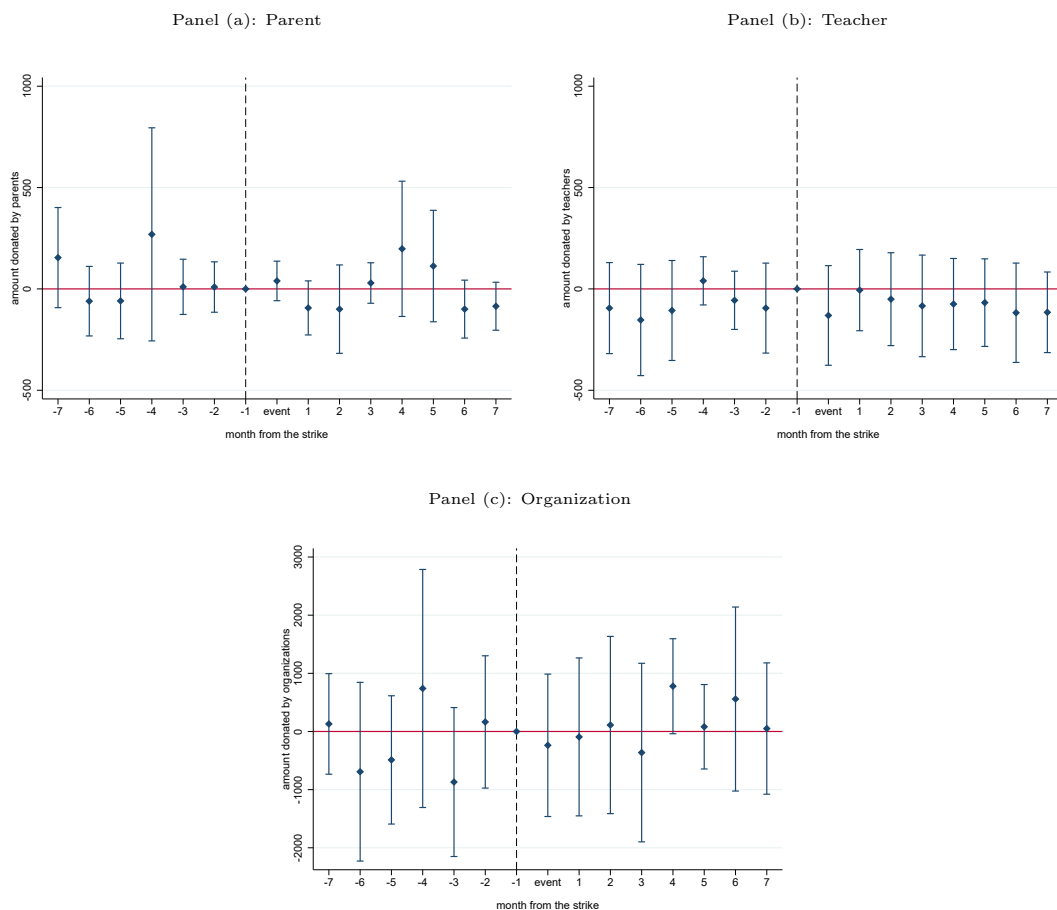 Panel (a): Parent
amount donated by parents
1000
500
0
-500
-7 -6 -5 -4 -3 -2 -1 event 1 2 3 4 5 6 7
month from the strike
Panel (b): Teacher
amount donated by teachers
1000
500
0
-500
-7 -6 -5 -4 -3 -2 -1 event 1 2 3 4 5 6 7
month from the strike
Panel (c): Organization
amount donated by organizations
3000
2000
1000
0
-1000
-2000
-7 -6 -5 -4 -3 -2 -1 event 1 2 3 4 5 6 7
month from the strike